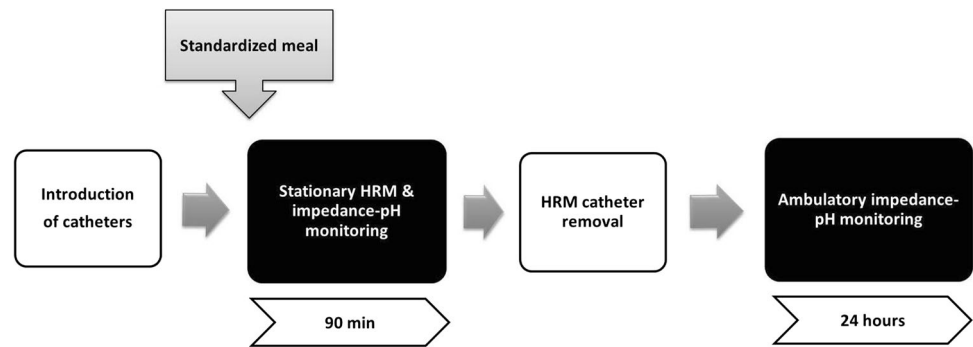 Standardized meal
Introduction
of catheters
Stationary HRM &
impedance-pH
monitoring
HRM catheter
removal
Ambulatory impedance-
pH monitoring
90 min
24 hours